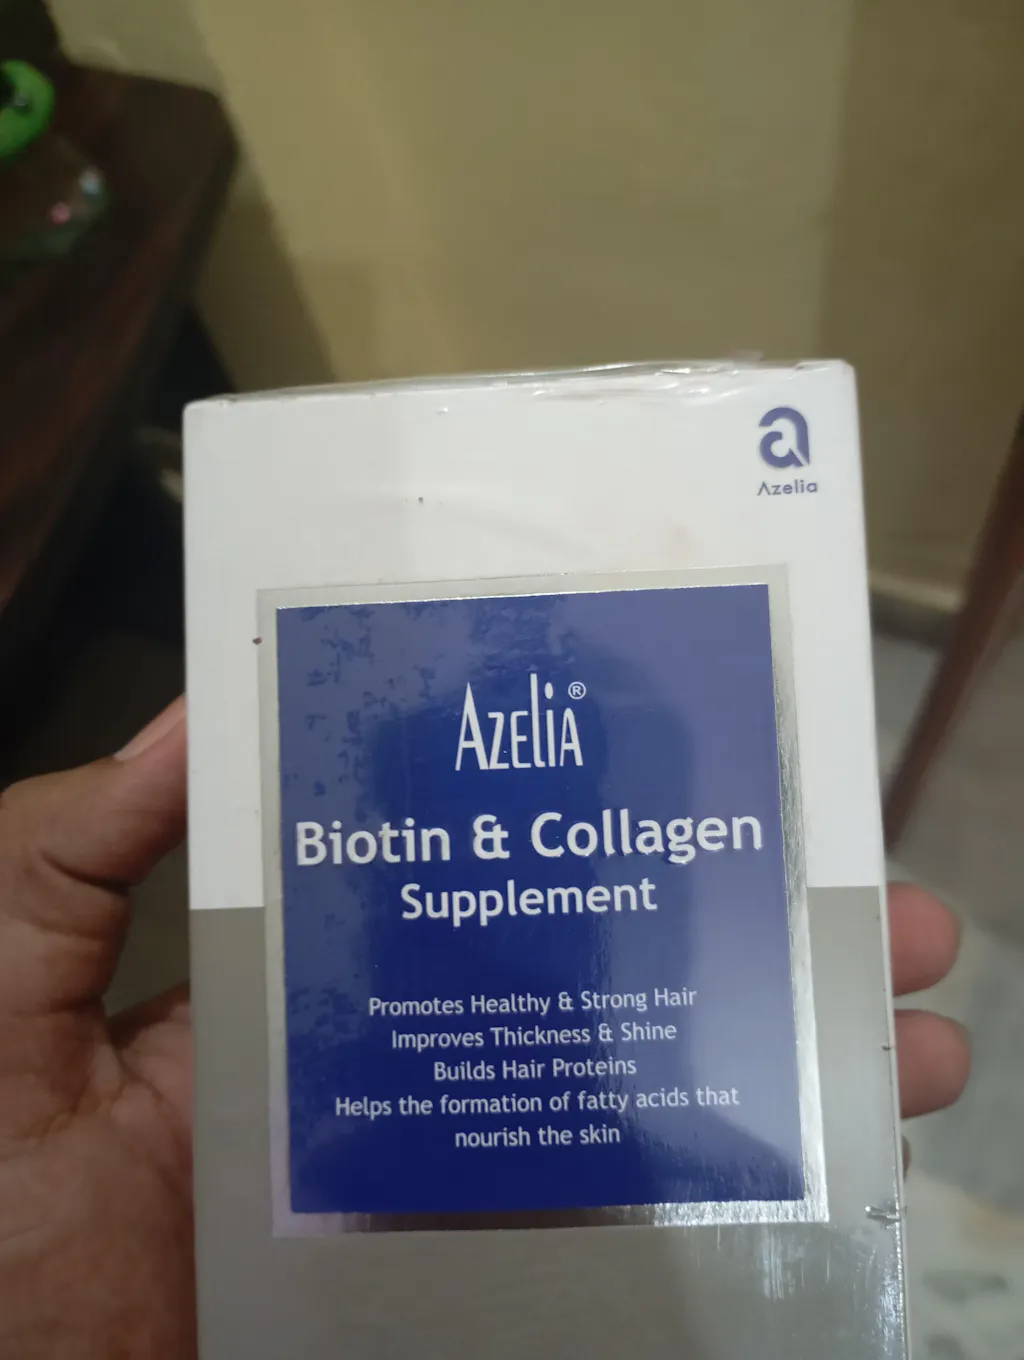 Azelia
AZELIA®
Biotin & Collagen
Supplement
Promotes Healthy & Strong Hair
Improves Thickness & Shine
Builds Hair Proteins
Helps the formation of fatty acids that
nourish the skin